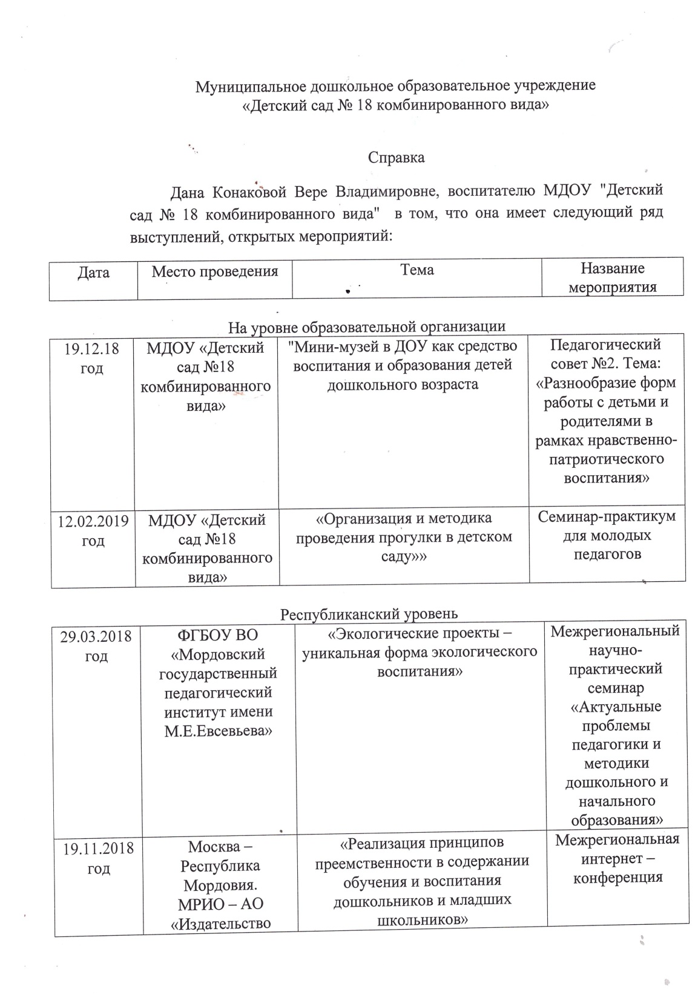 Муниципальное дошкольное образовательное учреждение
«Детский сад № 18 комбинированного вида»
Справка
Дана Конаковой Вере Владимировне, воспитателю МДОУ "Детский
сад № 18 комбинированного вида" в том, что она имеет следующий ряд
выступлений, открытых мероприятий:
Дата
Место проведения
Тема
Название
мероприятия
На уровне образовательной организации
19.12.18
год
МДОУ «Детский
сад №18
комбинированного
вида»
"Мини-музей в ДОУ как средство
воспитания и образования детей
дошкольного возраста
Педагогический
совет №2. Тема:
«Разнообразие форм
работы с детьми и
родителями в
рамках нравственно-
патриотического
воспитания»
12.02.2019
год
МДОУ «Детский
сад №18
комбинированного
вида»
«Организация и методика
проведения прогулки в детском
саду»»
Семинар-практикум
для молодых
педагогов
Республиканский уровень
29.03.2018
год
ФГБОУ ВО
«Мордовский
государственный
педагогический
институт имени
М.Е.Евсевьева»
«Экологические проекты –
уникальная форма экологического
воспитания»
Межрегиональный
научно-
практический
семинар
«Актуальные
проблемы
педагогики и
методики
дошкольного и
начального
образования»
19.11.2018
год
Москва –
Республика
Мордовия.
МРИО – АО
«Издательство
«Реализация принципов
преемственности в содержании
обучения и воспитания
дошкольников и младших
школьников»
Межрегиональная
интернет –
конференция